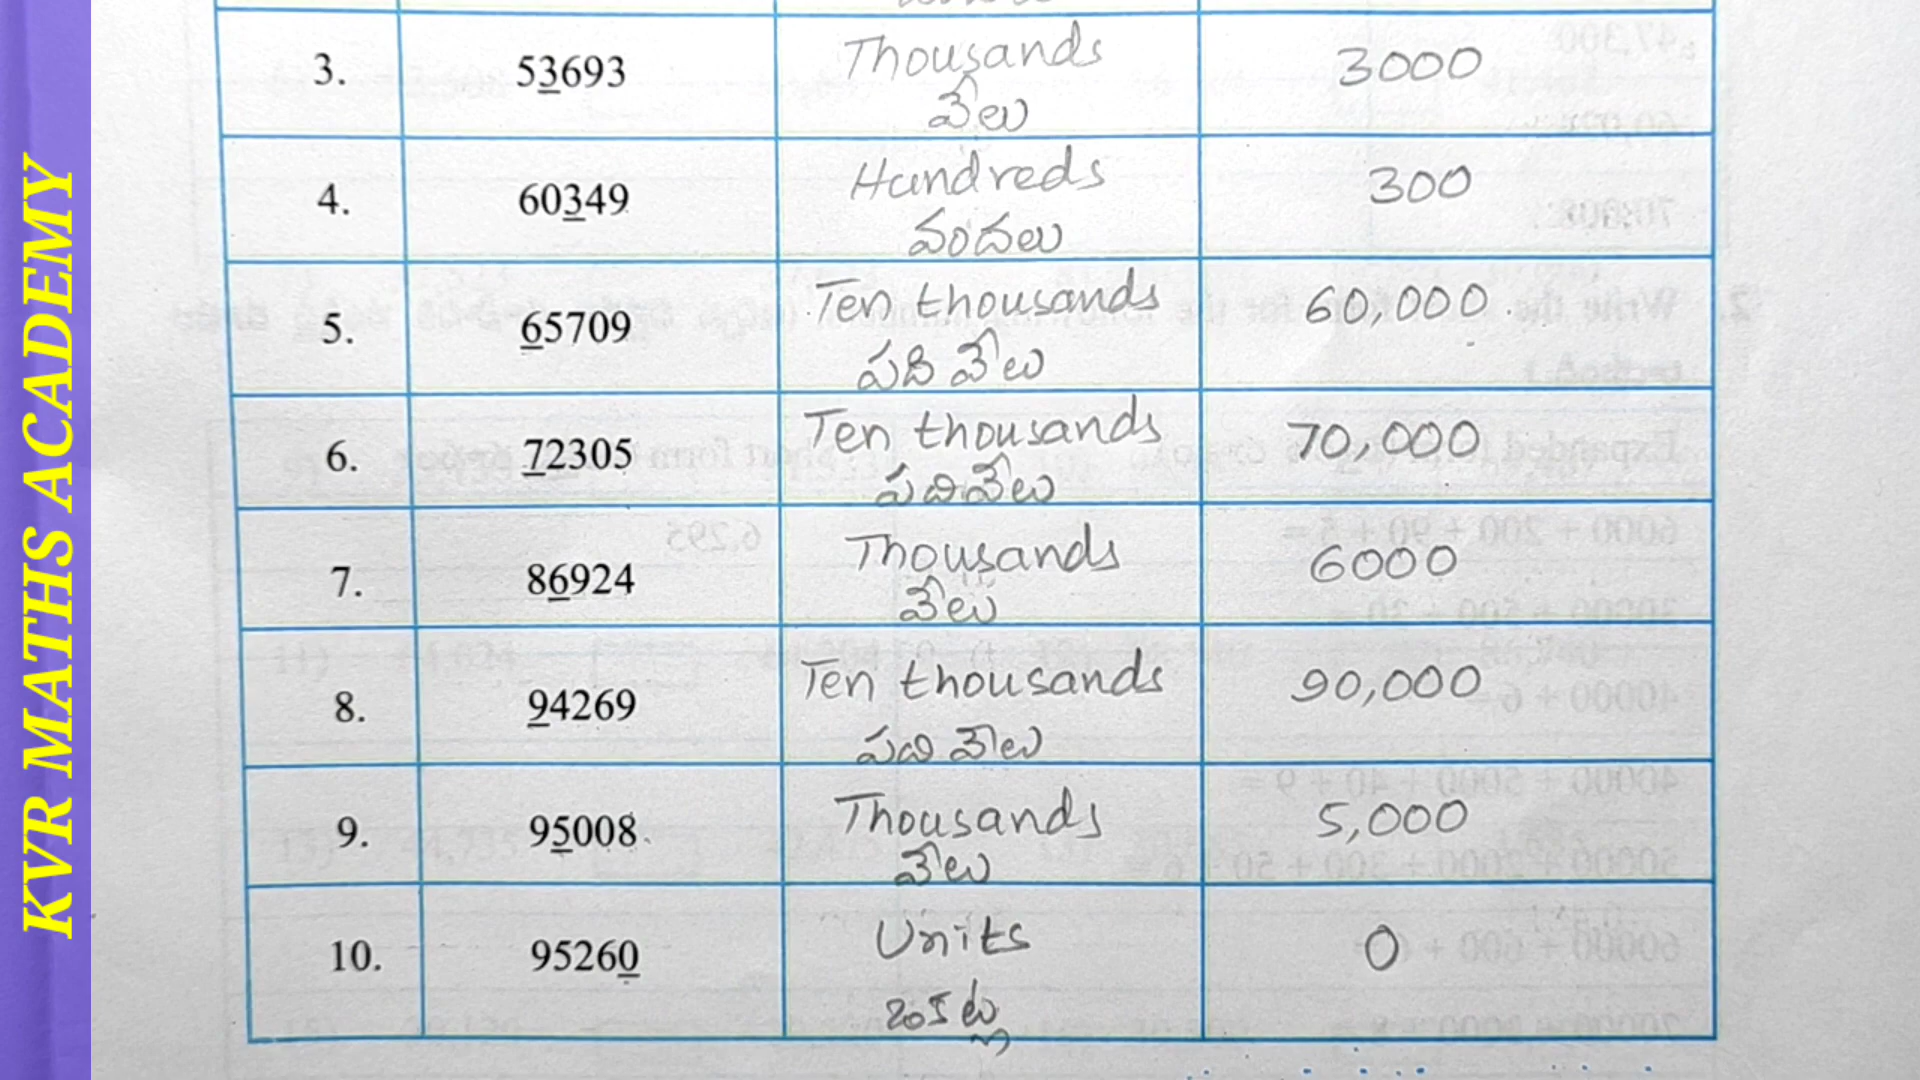 KVR MATHS ACADEMY
3. 53693 Thousands 3000
వేలు
4. 60349 Hundreds 300
వందలు
5. 65709 Ten thousands 60,000
పది వేలు
6. 72305 Ten thousands 70,000
పదివేలు
7. 86924 Thousands 6000
వేలు
8. 94269 Ten thousands 90,000
పది వేలు
9. 95008 Thousands 5,000
వేలు
10. 95260 Units 0
ఒకట్లు